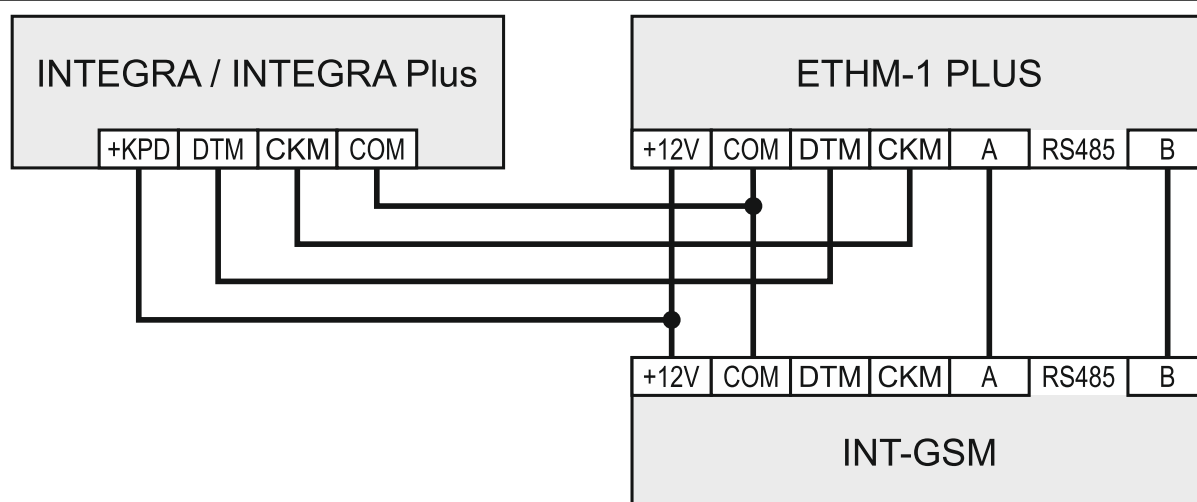 INTEGRA / INTEGRA Plus
+KPD DTM CKM COM
ETHM-1 PLUS
+12V COM DTM CKM A RS485 B
+12V COM DTM CKM A RS485 B
INT-GSM